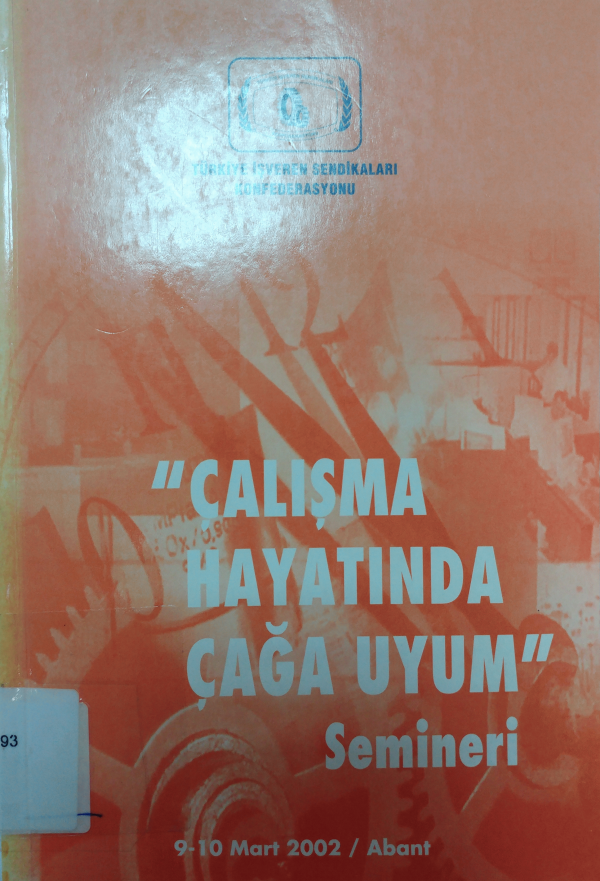 TÜRKİYE İŞVEREN SENDİKALARI
KONFEDERASYONU
"ÇALIŞMA
HAYATINDA
ÇAĞA UYUM"
Semineri
93
9-10 Mart 2002 / Abant